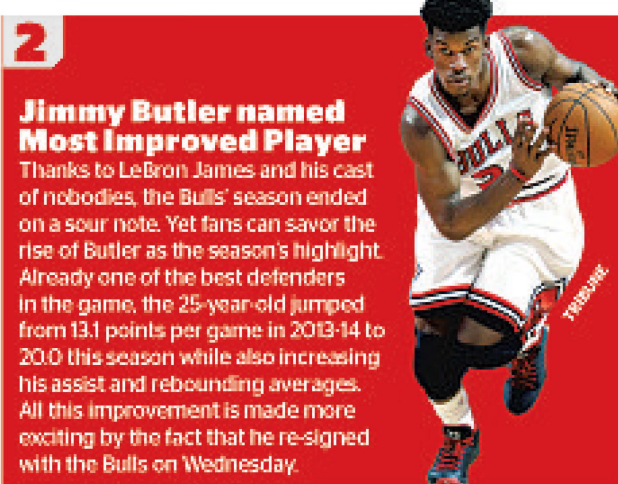 2
Jimmy Butler named
Most Improved Player
Thanks to LeBron James and his cast
of nobodies, the Bulls' season ended
on a sour note. Yet fans can savor the
rise of Butler as the season's highlight.
Already one of the best defenders
in the game, the 25-year-old jumped
from 13.1 points per game in 2013-14 to
20.0 this season while also increasing
his assist and rebounding averages.
All this improvement is made more
exciting by the fact that he re-signed
with the Bulls on Wednesday.
BULLS
TRIBUNE